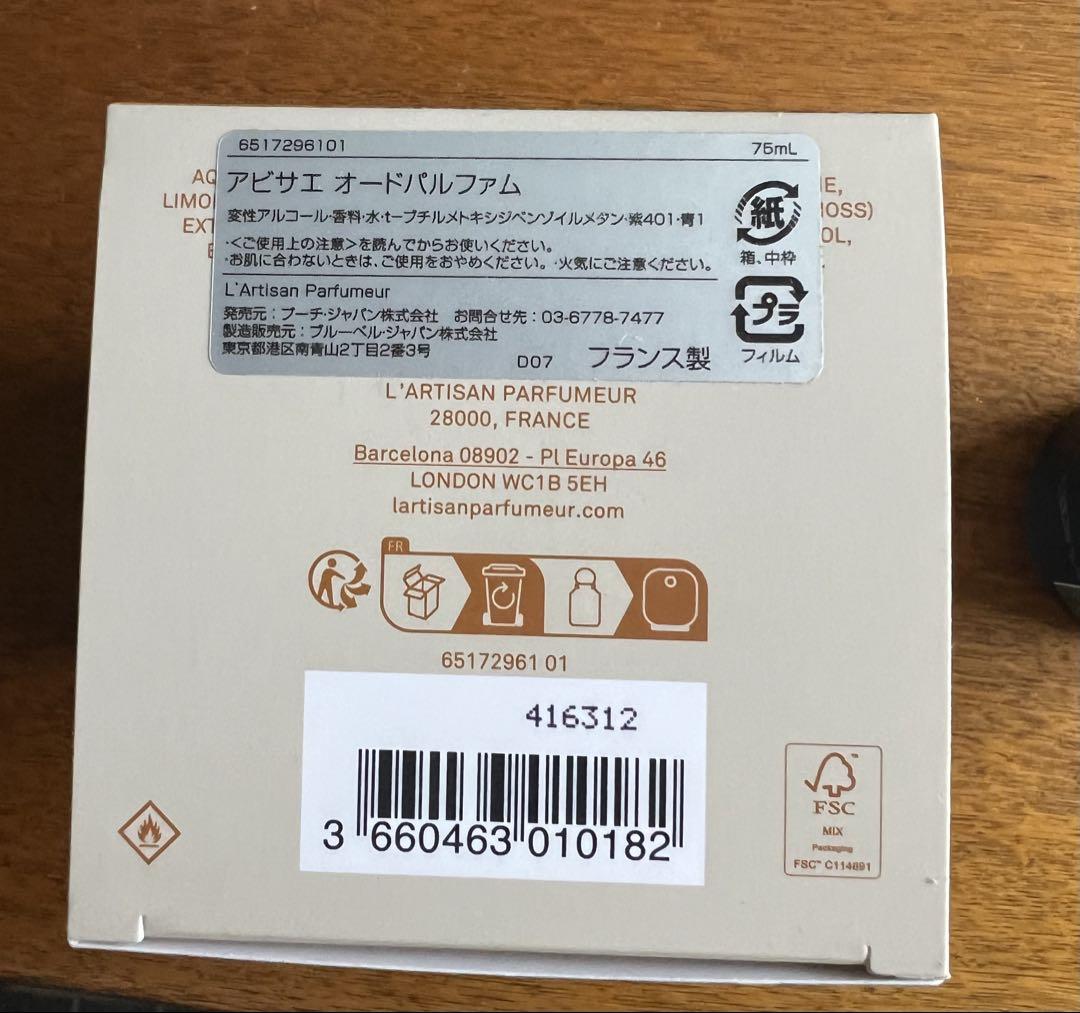 6517296101 75mL
アビサエ オードパルファム
変性アルコール・香料・水・t-ブチルメトキシジベンゾイルメタン・紫401・青1
・<ご使用上の注意>を読んでからお使いください。
・お肌に合わないときは、ご使用をおやめください。・火気にご注意ください。
紙
箱、中枠
プラ
フィルム
L'Artisan Parfumeur
発売元:プーチ・ジャパン株式会社 お問合せ先:03-6778-7477
製造販売元:ブルーベル・ジャパン株式会社
東京都港区南青山2丁目2番3号
D07 フランス製
L'ARTISAN PARFUMEUR
28000, FRANCE
Barcelona 08902 - Pl Europa 46
LONDON WC1B 5EH
lartisanparfumeur.com
FR
65172961 01
416312
3 660463 010182
FSC
MIX
Packaging
FSC™ C114691